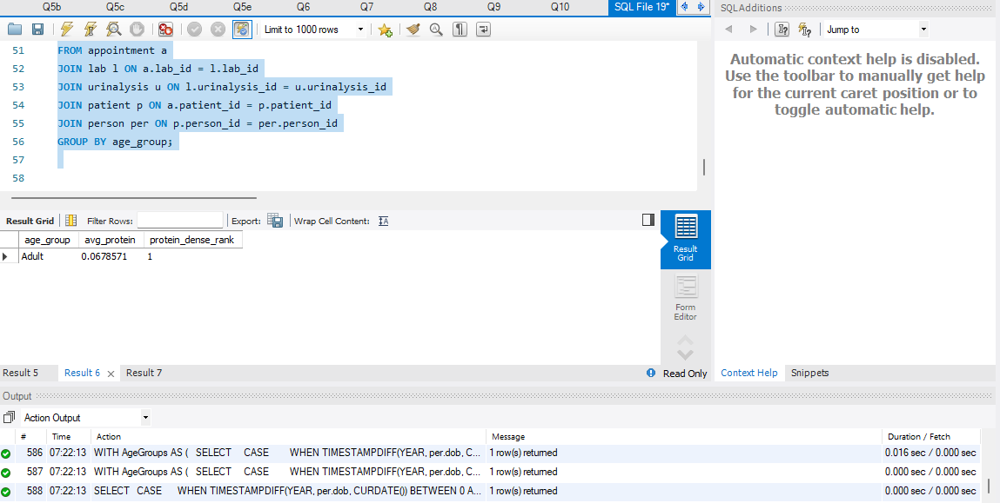 Q5b Q5c Q5d Q5e Q6 Q7 Q8 Q9 Q10 SQL File 19*
Limit to 1000 rows
51 FROM appointment a
52 JOIN lab l ON a.lab_id = l.lab_id
53 JOIN urinalysis u ON l.urinalysis_id = u.urinalysis_id
54 JOIN patient p ON a.patient_id = p.patient_id
55 JOIN person per ON p.person_id = per.person_id
56 GROUP BY age_group;
57
58
Result Grid Filter Rows: Export: Wrap Cell Content:
age_group avg_protein protein_dense_rank
Adult 0.0678571 1
Result
Grid
Form
Editor
Result 5 Result 6 Result 7 Read Only
SQLAdditions
Jump to
Automatic context help is disabled.
Use the toolbar to manually get help
for the current caret position or to
toggle automatic help.
Context Help Snippets
Output
Action Output
# Time Action Message Duration / Fetch
586 07:22:13 WITH AgeGroups AS ( SELECT CASE WHEN TIMESTAMPDIFF(YEAR, per.dob, C... 1 row(s) returned 0.016 sec / 0.000 sec
587 07:22:13 WITH AgeGroups AS ( SELECT CASE WHEN TIMESTAMPDIFF(YEAR, per.dob, C... 1 row(s) returned 0.000 sec / 0.000 sec
588 07:22:13 SELECT CASE WHEN TIMESTAMPDIFF(YEAR, per.dob, CURDATE()) BETWEEN 0 A... 1 row(s) returned 0.000 sec / 0.000 sec